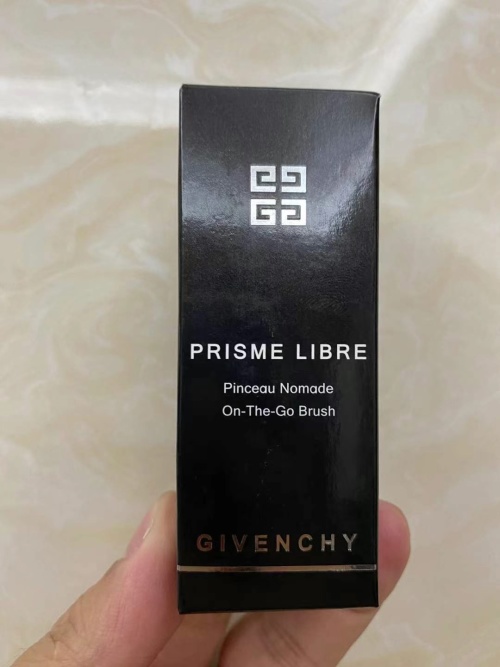 PRISME LIBRE
Pinceau Nomade
On-The-Go Brush
GIVENCHY